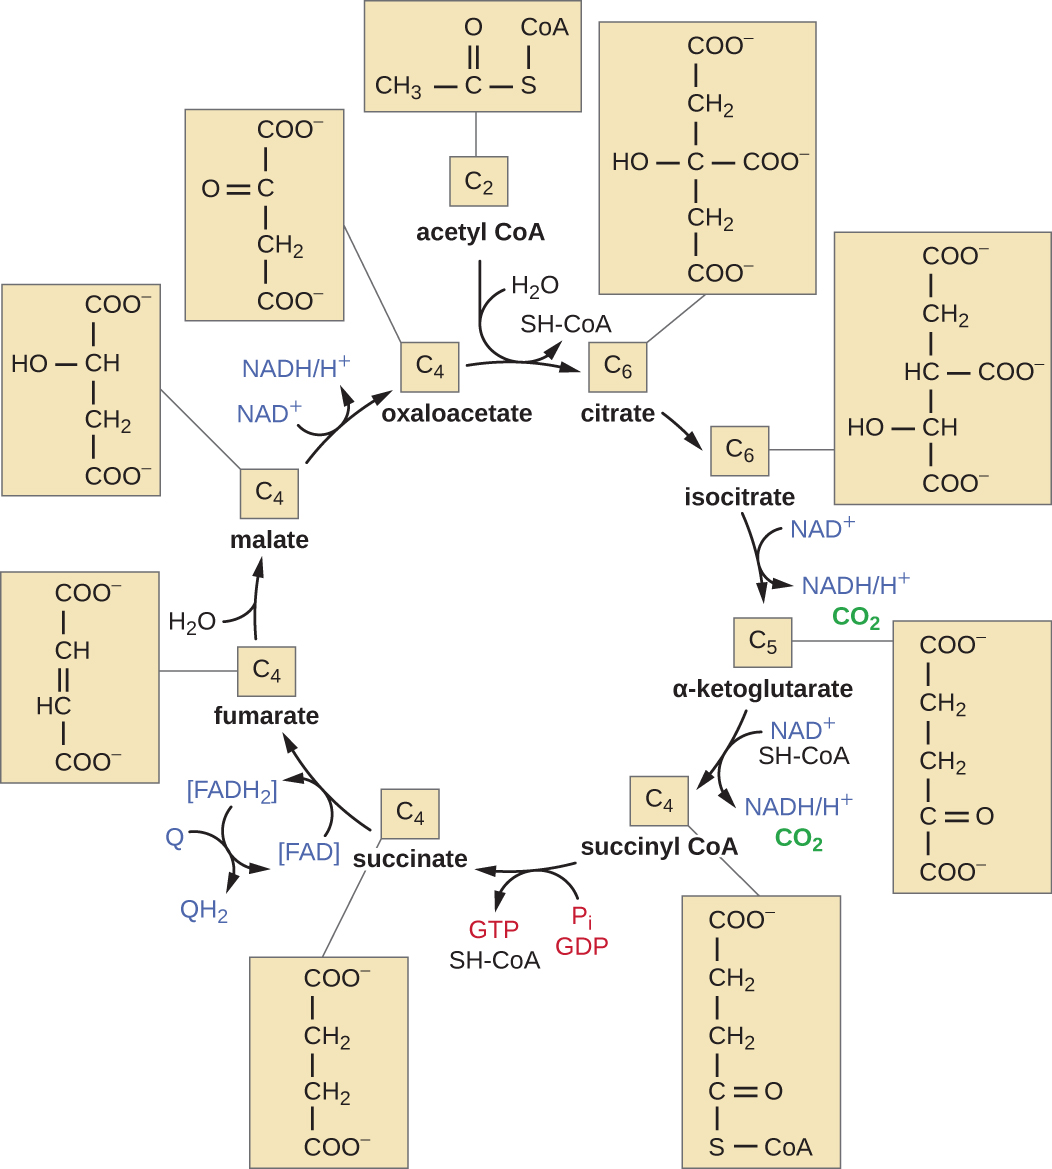 O CoA
CH₃ — C — S
C₂
acetyl CoA
H₂O
SH-CoA
COO⁻
CH₂
HO — C — COO⁻
CH₂
COO⁻
C₆
citrate
COO⁻
CH₂
HC — COO⁻
HO — CH
COO⁻
C₆
isocitrate
NAD⁺
NADH/H⁺
CO₂
C₅
α-ketoglutarate
COO⁻
CH₂
CH₂
C = O
COO⁻
NAD⁺
SH-CoA
NADH/H⁺
CO₂
C₄
succinyl CoA
COO⁻
CH₂
CH₂
C = O
S — CoA
Pᵢ
GDP
GTP
SH-CoA
C₄
succinate
COO⁻
CH₂
CH₂
COO⁻
[FAD]
[FADH₂]
Q
QH₂
C₄
fumarate
COO⁻
CH
HC
COO⁻
H₂O
C₄
malate
COO⁻
HO — CH
CH₂
COO⁻
NAD⁺
NADH/H⁺
C₄
oxaloacetate
COO⁻
O = C
CH₂
COO⁻